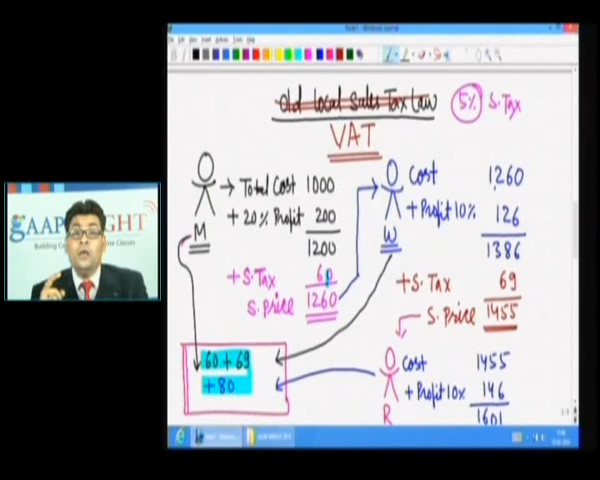 Old Local Sales Tax Law 5% S.Tax
VAT
Total Cost 1000
+ 20% Profit 200
1200
+ S.Tax 60
S.Price 1260
M
Cost 1260
+ Profit 10% 126
1386
W
+ S.Tax 69
S.Price 1455
60 + 69
+ 80
Cost 1455
+ Profit 10% 146
1601
R